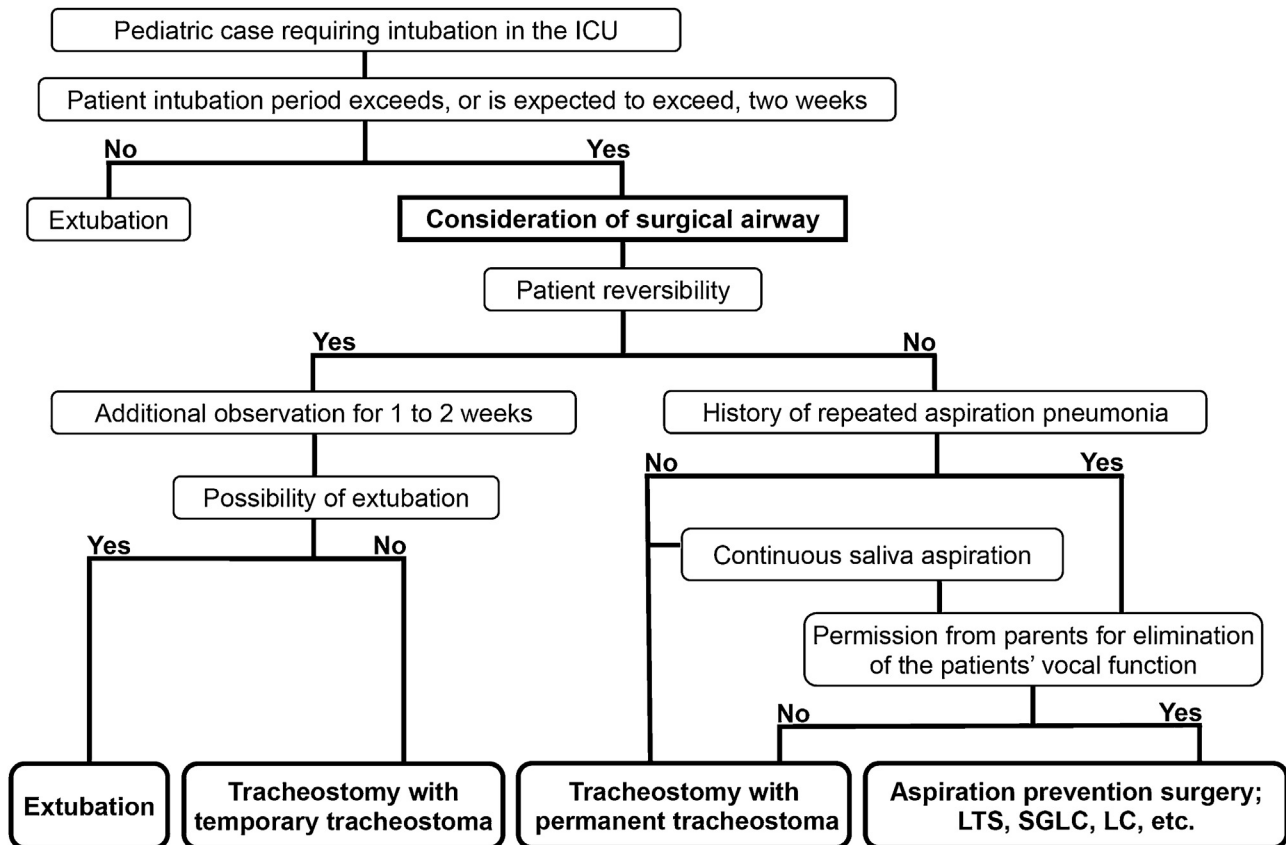 Pediatric case requiring intubation in the ICU
Patient intubation period exceeds, or is expected to exceed, two weeks
No
Yes
Extubation
Consideration of surgical airway
Patient reversibility
Yes
No
Additional observation for 1 to 2 weeks
History of repeated aspiration pneumonia
No
Yes
Possibility of extubation
Yes
No
Continuous saliva aspiration
Permission from parents for elimination
of the patients' vocal function
No
Yes
Extubation
Tracheostomy with
temporary tracheostoma
Tracheostomy with
permanent tracheostoma
Aspiration prevention surgery;
LTS, SGLC, LC, etc.